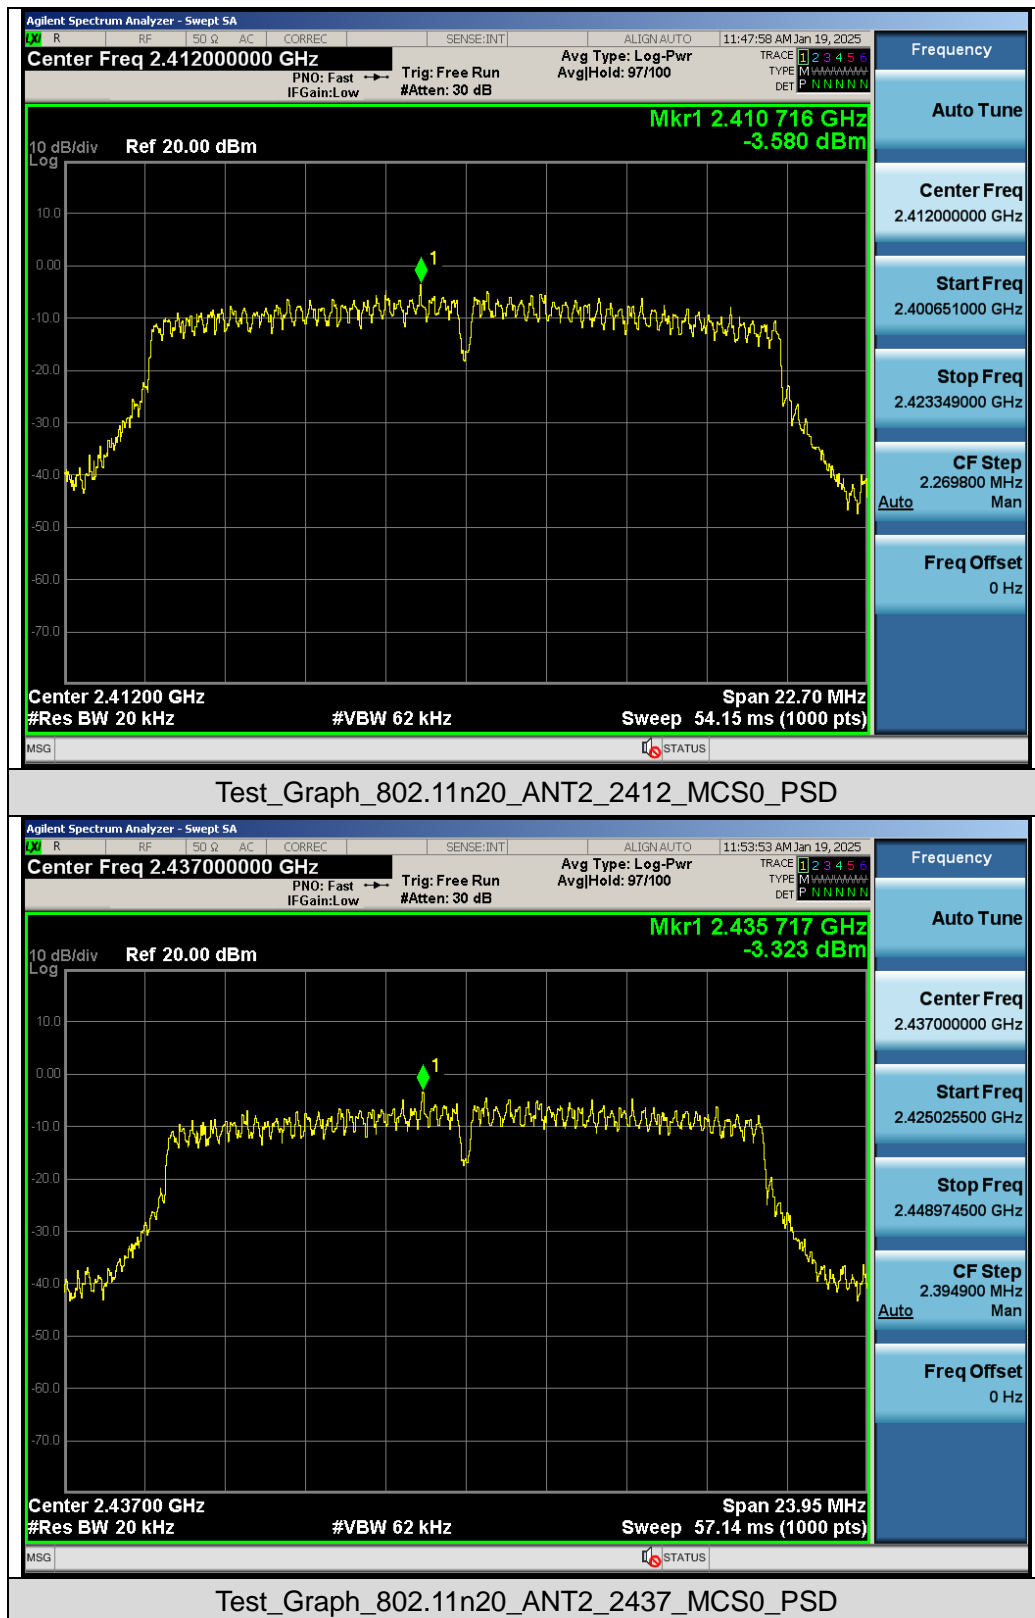 Agilent Spectrum Analyzer - Swept SA
LXI R RF 50 Ω AC CORREC SENSE:INT ALIGNAUTO 11:47:58 AM Jan 19, 2025
Center Freq 2.412000000 GHz Avg Type: Log-Pwr TRACE 1 2 3 4 5 6
PNO: Fast Trig: Free Run Avg|Hold: 97/100 TYPE M WWWWW
IFGain:Low #Atten: 30 dB DET P N N N N N
Mkr1 2.410 716 GHz
-3.580 dBm
10 dB/div Ref 20.00 dBm
Log
10.0
0.00
1
-10.0
-20.0
-30.0
-40.0
-50.0
-60.0
-70.0
Center 2.41200 GHz Span 22.70 MHz
#Res BW 20 kHz #VBW 62 kHz Sweep 54.15 ms (1000 pts)
MSG STATUS
Frequency
Auto Tune
Center Freq
2.412000000 GHz
Start Freq
2.400651000 GHz
Stop Freq
2.423349000 GHz
CF Step
2.269800 MHz
Auto Man
Freq Offset
0 Hz
Test_Graph_802.11n20_ANT2_2412_MCS0_PSD
Agilent Spectrum Analyzer - Swept SA
LXI R RF 50 Ω AC CORREC SENSE:INT ALIGNAUTO 11:53:53 AM Jan 19, 2025
Center Freq 2.437000000 GHz Avg Type: Log-Pwr TRACE 1 2 3 4 5 6
PNO: Fast Trig: Free Run Avg|Hold: 97/100 TYPE M WWWWW
IFGain:Low #Atten: 30 dB DET P N N N N N
Mkr1 2.435 717 GHz
-3.323 dBm
10 dB/div Ref 20.00 dBm
Log
10.0
0.00
1
-10.0
-20.0
-30.0
-40.0
-50.0
-60.0
-70.0
Center 2.43700 GHz Span 23.95 MHz
#Res BW 20 kHz #VBW 62 kHz Sweep 57.14 ms (1000 pts)
MSG STATUS
Frequency
Auto Tune
Center Freq
2.437000000 GHz
Start Freq
2.425025500 GHz
Stop Freq
2.448974500 GHz
CF Step
2.394900 MHz
Auto Man
Freq Offset
0 Hz
Test_Graph_802.11n20_ANT2_2437_MCS0_PSD